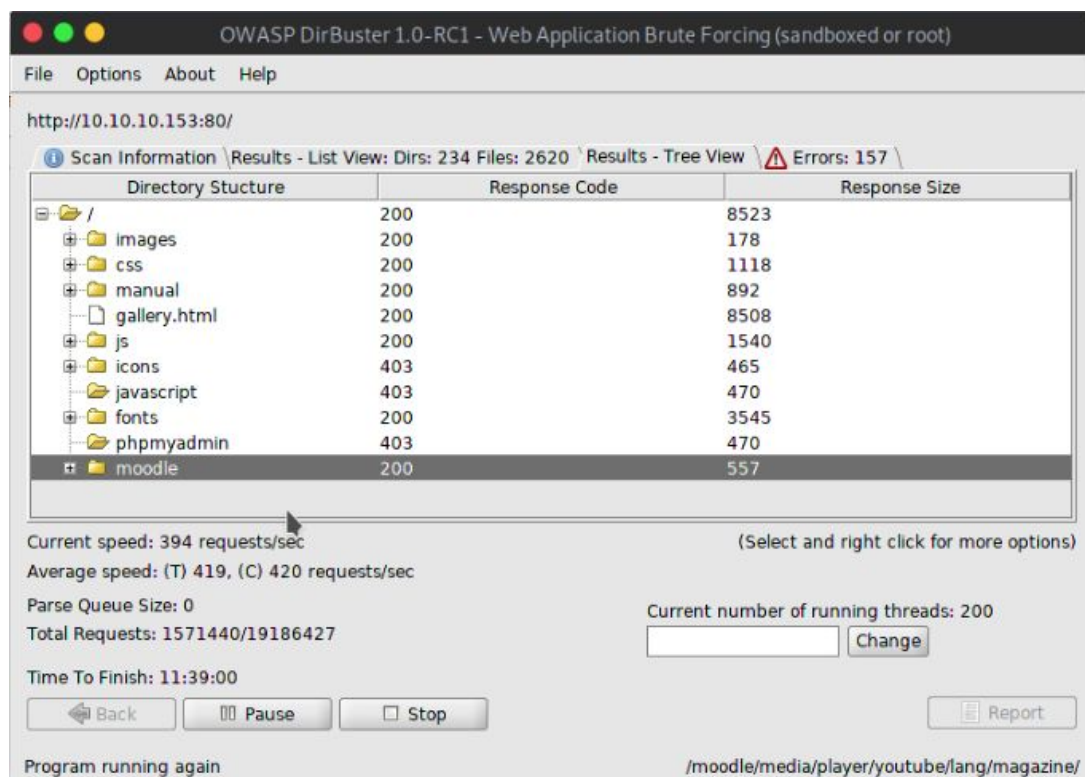 OWASP DirBuster 1.0-RC1 - Web Application Brute Forcing (sandboxed or root)
File Options About Help
http://10.10.10.153:80/
Scan Information Results - List View: Dirs: 234 Files: 2620 Results - Tree View Errors: 157
Directory Stucture Response Code Response Size
/ 200 8523
images 200 178
css 200 1118
manual 200 892
gallery.html 200 8508
js 200 1540
icons 403 465
javascript 403 470
fonts 200 3545
phpmyadmin 403 470
moodle 200 557
Current speed: 394 requests/sec (Select and right click for more options)
Average speed: (T) 419, (C) 420 requests/sec
Parse Queue Size: 0 Current number of running threads: 200
Total Requests: 1571440/19186427 Change
Time To Finish: 11:39:00
Back Pause Stop Report
Program running again /moodle/media/player/youtube/lang/magazine/